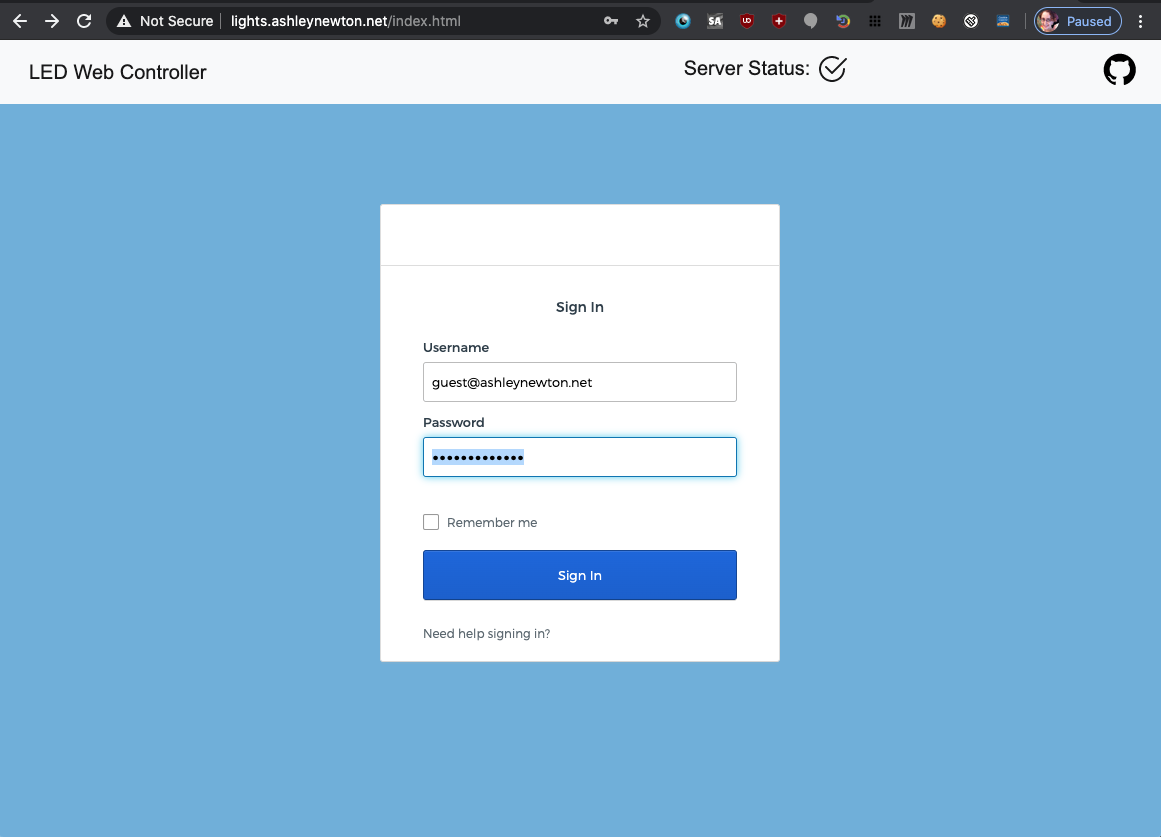 Not Secure lights.ashleynewton.net/index.html SA UD Paused
LED Web Controller Server Status:
Sign In
Username
guest@ashleynewton.net
Password
•••••••••••••
Remember me
Sign In
Need help signing in?